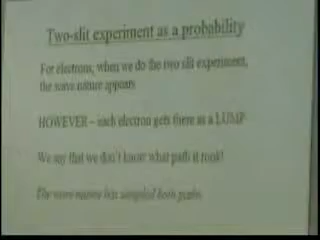 Two-slit experiment as a probability
For electrons, when we do the two slit experiment,
the wave nature appears
HOWEVER – each electron gets there as a LUMP
We say that we don't know what path it took!
The wave nature has sampled both paths.